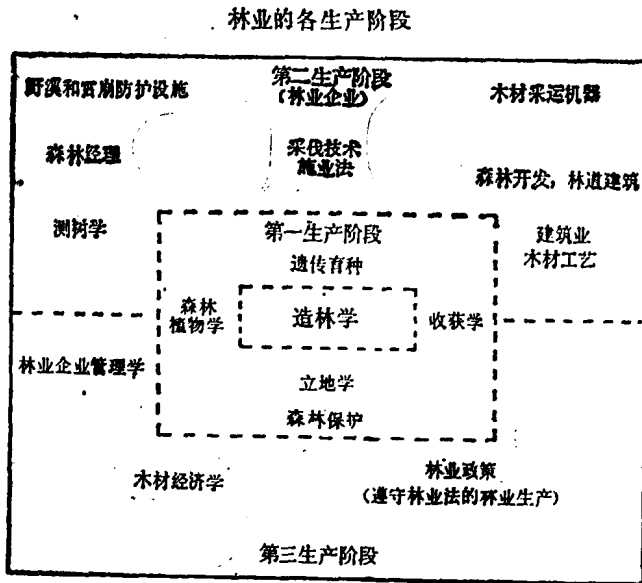 林业的各生产阶段
野溪和雪崩防护设施
第二生产阶段
(林业企业)
木材采运机器
森林经理
采伐技术
施业法
森林开发,林道建筑
测树学
第一生产阶段
遗传育种
建筑业
木材工艺
森林
植物学
造林学
收获学
林业企业管理学
立地学
森林保护
木材经济学
林业政策
(遵守林业法的林业生产)
第三生产阶段